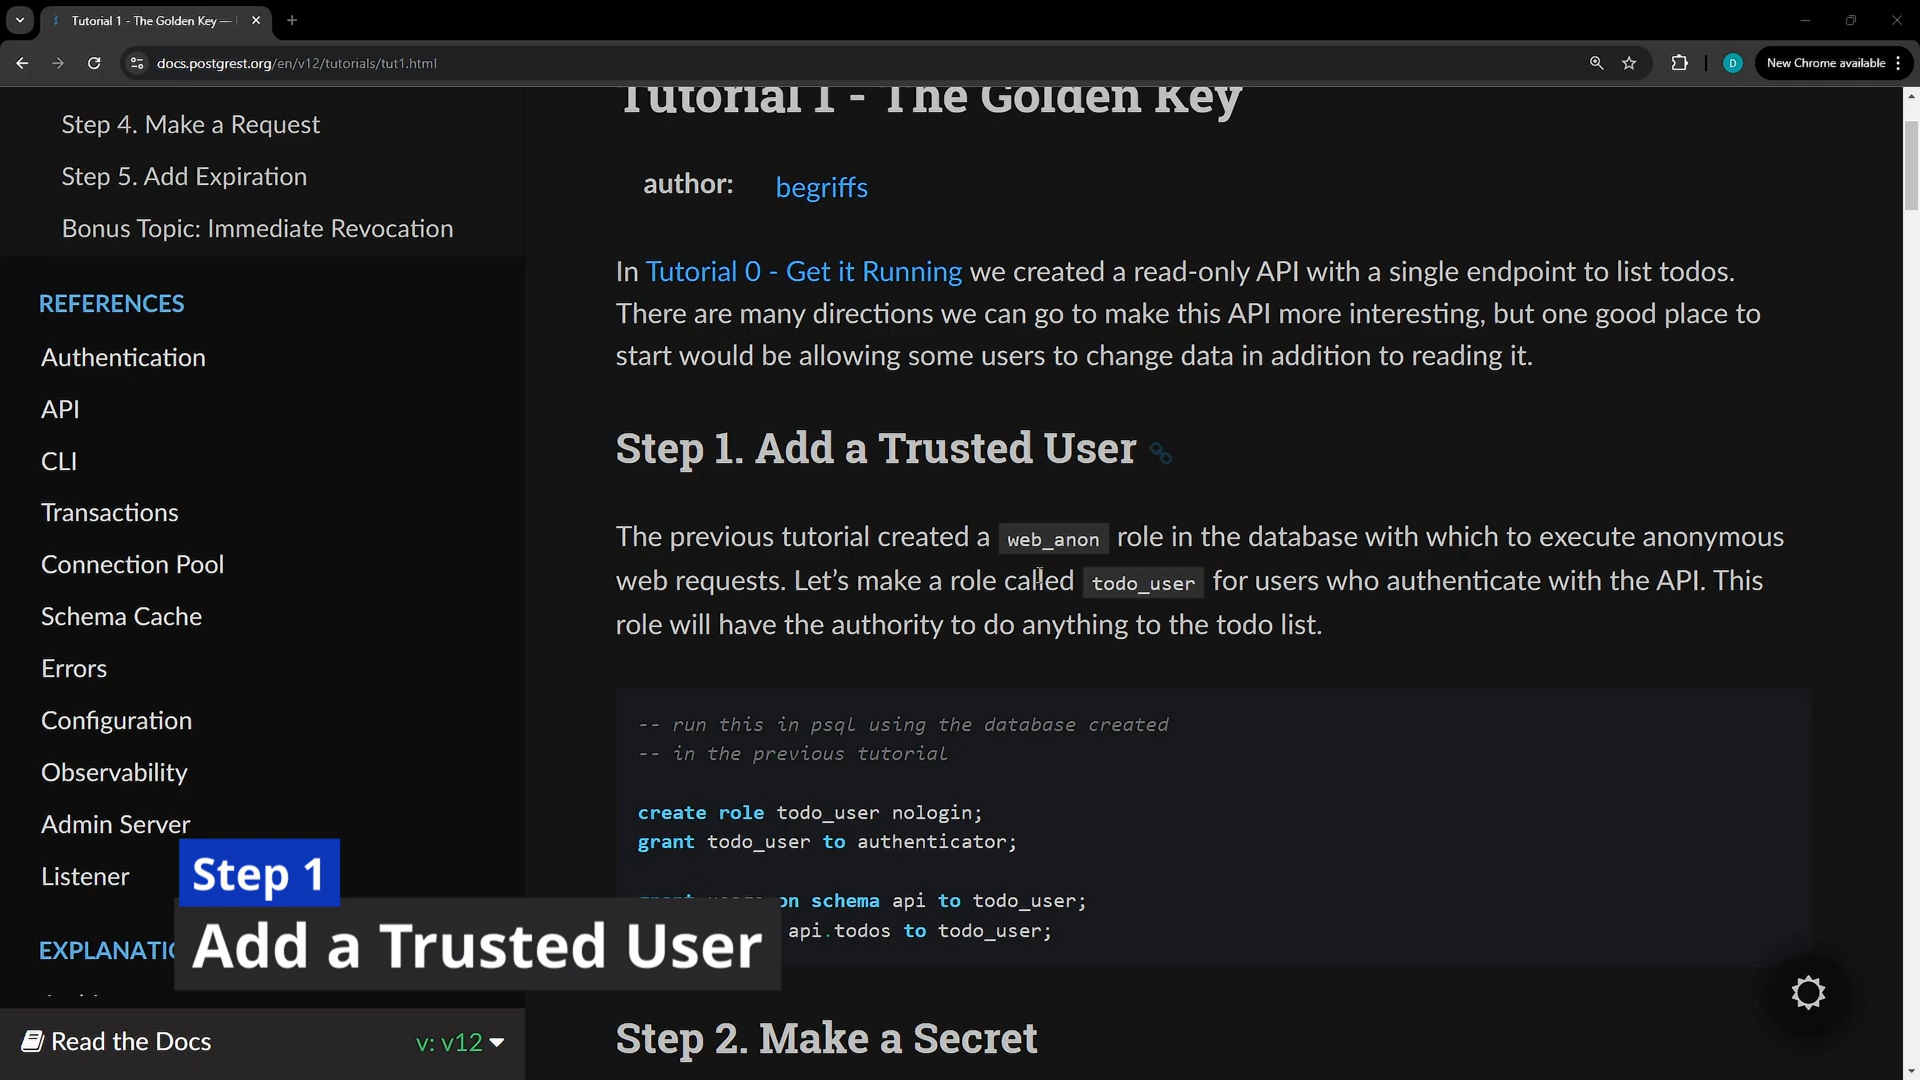 Tutorial 1 - The Golden Key —
docs.postgrest.org/en/v12/tutorials/tut1.html
D
New Chrome available
Step 4. Make a Request
Step 5. Add Expiration
Bonus Topic: Immediate Revocation
REFERENCES
Authentication
API
CLI
Transactions
Connection Pool
Schema Cache
Errors
Configuration
Observability
Admin Server
Listener
Read the Docs
v: v12
Tutorial 1 - The Golden Key
author: begriffs
In Tutorial 0 - Get it Running we created a read-only API with a single endpoint to list todos.
There are many directions we can go to make this API more interesting, but one good place to
start would be allowing some users to change data in addition to reading it.
Step 1. Add a Trusted User
The previous tutorial created a web_anon role in the database with which to execute anonymous
web requests. Let’s make a role called todo_user for users who authenticate with the API. This
role will have the authority to do anything to the todo list.
-- run this in psql using the database created
-- in the previous tutorial
create role todo_user nologin;
grant todo_user to authenticator;
on schema api to todo_user;
api.todos to todo_user;
Step 2. Make a Secret
Step 1
Add a Trusted User